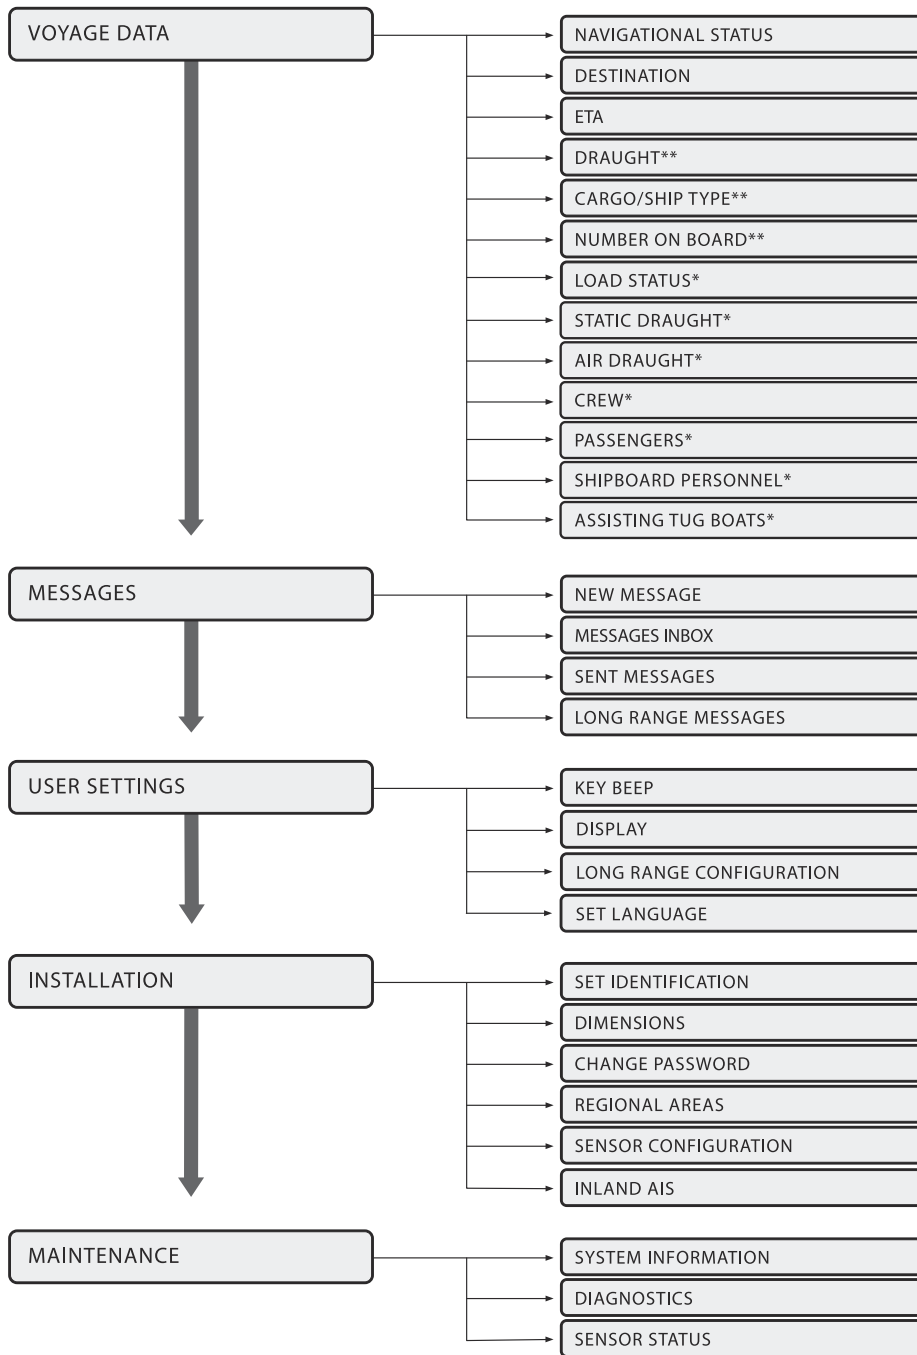 VOYAGE DATA
NAVIGATIONAL STATUS
DESTINATION
ETA
DRAUGHT**
CARGO/SHIP TYPE**
NUMBER ON BOARD**
LOAD STATUS*
STATIC DRAUGHT*
AIR DRAUGHT*
CREW*
PASSENGERS*
SHIPBOARD PERSONNEL*
ASSISTING TUG BOATS*
MESSAGES
NEW MESSAGE
MESSAGES INBOX
SENT MESSAGES
LONG RANGE MESSAGES
USER SETTINGS
KEY BEEP
DISPLAY
LONG RANGE CONFIGURATION
SET LANGUAGE
INSTALLATION
SET IDENTIFICATION
DIMENSIONS
CHANGE PASSWORD
REGIONAL AREAS
SENSOR CONFIGURATION
INLAND AIS
MAINTENANCE
SYSTEM INFORMATION
DIAGNOSTICS
SENSOR STATUS